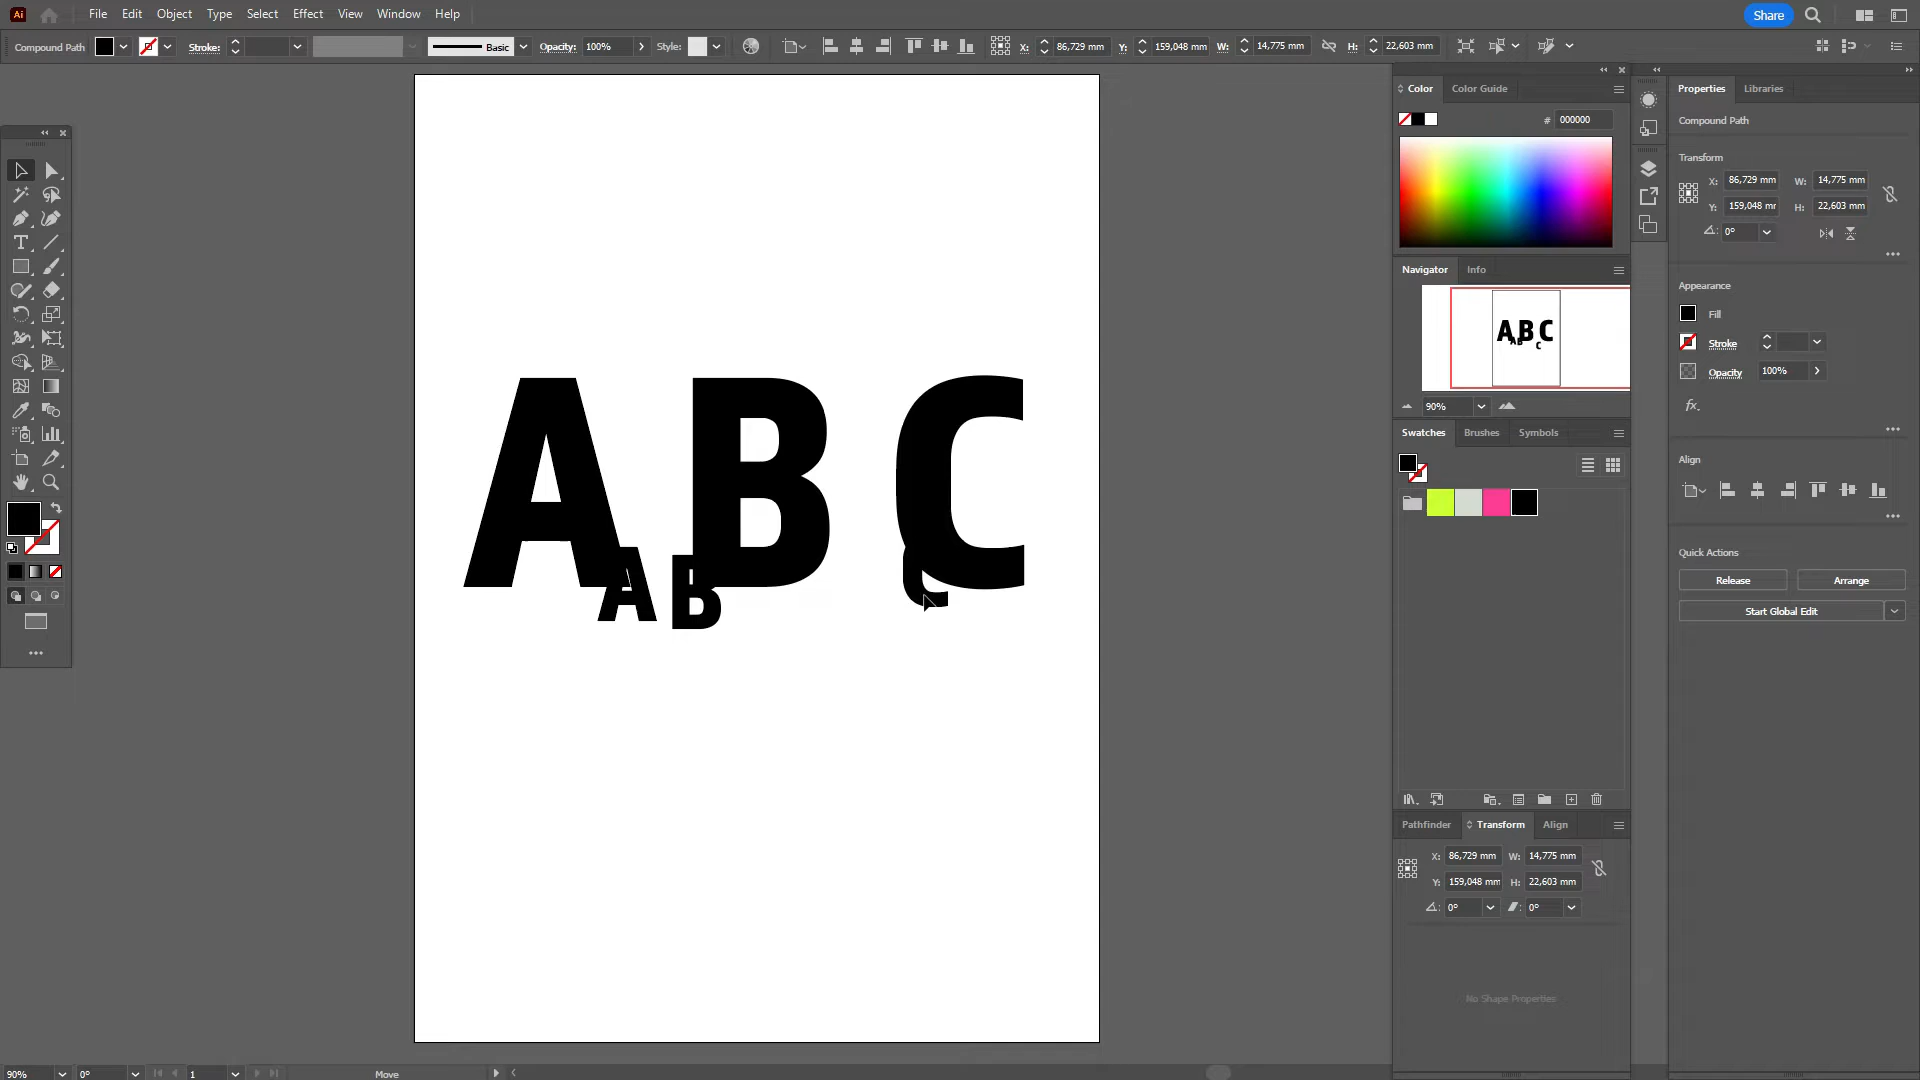 Ai File Edit Object Type Select Effect View Window Help Share
Compound Path Stroke: Basic Opacity: 100% Style: X: 86,729 mm Y: 159,048 mm W: 14,775 mm H: 22,603 mm
Color Color Guide
# 000000
Navigator Info
ABC
AB C
90%
Swatches Brushes Symbols
Pathfinder Transform Align
X: 86,729 mm W: 14,775 mm
Y: 159,048 mm H: 22,603 mm
0° 0°
No Shape Properties
Properties Libraries
Compound Path
Transform
X: 86,729 mm W: 14,775 mm
Y: 159,048 mr H: 22,603 mm
0°
Appearance
Fill
Stroke
Opacity 100%
fx.
Align
Quick Actions
Release Arrange
Start Global Edit
A B C
A B C
90% 0° 1 Move